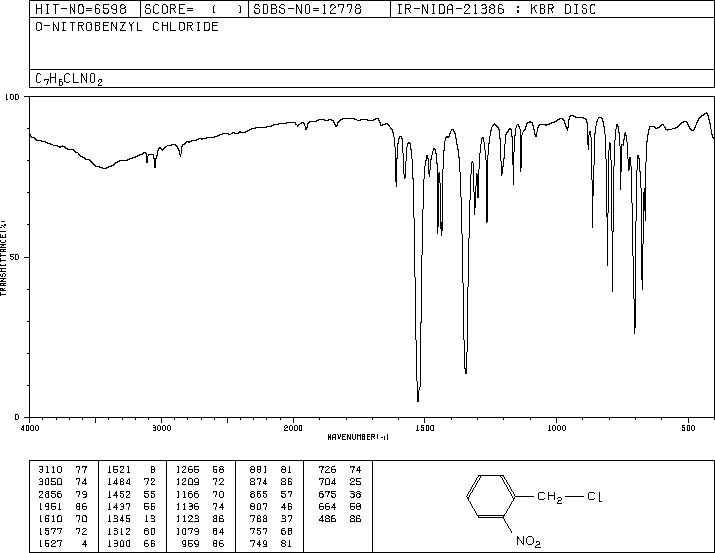 HIT-NO=6598 SCORE= ( ) SDBS-NO=12778 IR-NIDA-21386 : KBR DISC
O-NITROBENZYL CHLORIDE
C7H6CLNO2
100
50
0
TRANSMITTANCE(%)
4000 3000 2000 1500 1000 500
WAVENUMBER(-1)
3110 77 1521 8 1266 68 881 81 726 74
3050 74 1484 72 1209 72 874 86 704 25
2856 79 1452 55 1166 70 865 57 675 38
1951 86 1437 55 1136 74 807 46 664 58
1610 70 1345 13 1123 86 788 37 486 86
1577 72 1312 60 1079 84 757 68
1527 4 1300 66 959 86 749 81
CH2 Cl
NO2